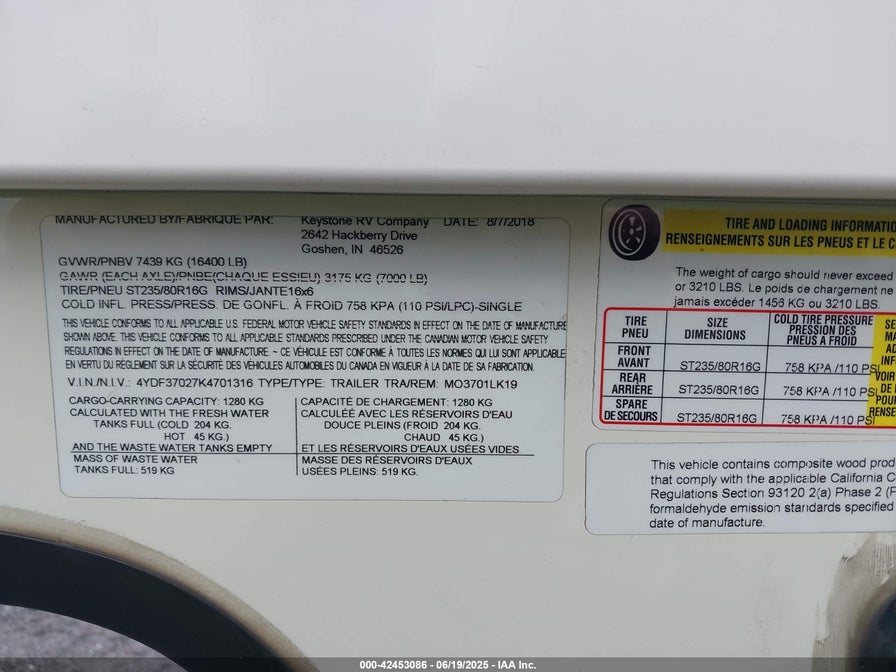 MANUFACTURED BY/FABRIQUE PAR: Keystone RV Company DATE: 8/7/2018
2642 Hackberry Drive
Goshen, IN 46526
GVWR/PNBV 7439 KG (16400 LB)
GAWR (EACH AXLE)/PNBE(CHAQUE ESSIEU) 3175 KG (7000 LB)
TIRE/PNEU ST235/80R16G RIMS/JANTE16x6
COLD INFL. PRESS/PRESS. DE GONFL. À FROID 758 KPA (110 PSI/LPC)-SINGLE
THIS VEHICLE CONFORMS TO ALL APPLICABLE U.S. FEDERAL MOTOR VEHICLE SAFETY STANDARDS IN EFFECT ON THE DATE OF MANUFACTURE
SHOWN ABOVE. THIS VEHICLE CONFORMS TO ALL APPLICABLE STANDARDS PRESCRIBED UNDER THE CANADIAN MOTOR VEHICLE SAFETY
REGULATIONS IN EFFECT ON THE DATE OF MANUFACTURE. ~ CE VÉHICULE EST CONFORME À TOUTES LES NORMES QUI LUI SONT APPLICABLE
EN VERTU DU RÈGLEMENT SUR LA SÉCURITÉ DES VÉHICULES AUTOMOBILES DU CANADA EN VIGUEUR À LA DATE DE SA FABRICATION.
V.I.N./N.I.V.: 4YDF37027K4701316 TYPE/TYPE: TRAILER TRA/REM: MO3701LK19
CARGO-CARRYING CAPACITY: 1280 KG
CALCULATED WITH THE FRESH WATER
TANKS FULL (COLD 204 KG.
HOT 45 KG.)
AND THE WASTE WATER TANKS EMPTY
MASS OF WASTE WATER
TANKS FULL: 519 KG
CAPACITÉ DE CHARGEMENT: 1280 KG
CALCULÉE AVEC LES RÉSERVOIRS D'EAU
DOUCE PLEINS (FROID 204 KG.
CHAUD 45 KG.)
ET LES RÉSERVOIRS D'EAUX USÉES VIDES
MASSE DES RÉSERVOIRS D'EAUX
USÉES PLEINS: 519 KG.
TIRE AND LOADING INFORMATIO
RENSEIGNEMENTS SUR LES PNEUS ET LE C
The weight of cargo should never exceed
or 3210 LBS. Le poids de chargement ne
jamais excéder 1456 KG ou 3210 LBS.
TIRE PNEU SIZE DIMENSIONS COLD TIRE PRESSURE PRESSION DES PNEUS A FROID
FRONT AVANT ST235/80R16G 758 KPA /110 PSI
REAR ARRIÈRE ST235/80R16G 758 KPA /110 PSI
SPARE DE SECOURS ST235/80R16G 758 KPA /110 PSI
SE
MA
AD
INF
VOIR
DE
POU
RENSE
This vehicle contains composite wood prod
that comply with the applicable California C
Regulations Section 93120 2(a) Phase 2 (F
formaldehyde emission standards specified
date of manufacture.
000-42453086 - 06/19/2025 - IAA Inc.